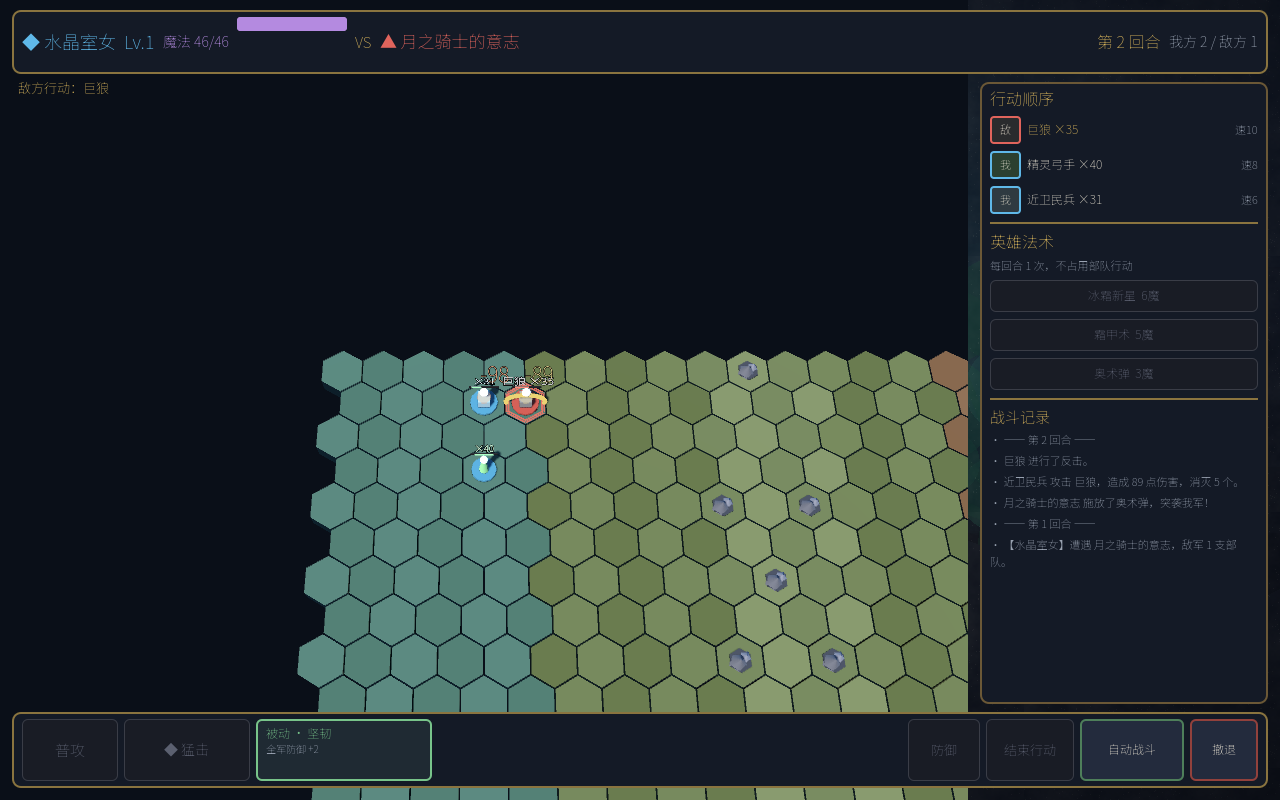 ◆ 水晶室女 Lv.1 魔法 46/46 VS ▲ 月之骑士的意志 第 2 回合 我方 2 / 敌方 1
敌方行动：巨狼
行动顺序
敌 巨狼 ×35 速10
我 精灵弓手 ×40 速8
我 近卫民兵 ×31 速6
英雄法术
每回合 1 次，不占用部队行动
冰霜新星 6魔
霜甲术 5魔
奥术弹 3魔
战斗记录
· —— 第 2 回合 ——
· 巨狼 进行了反击。
· 近卫民兵 攻击 巨狼，造成 89 点伤害，消灭 5 个。
· 月之骑士的意志 施放了奥术弹，突袭我军！
· —— 第 1 回合 ——
· 【水晶室女】遭遇 月之骑士的意志，敌军 1 支部
队。
×31 巨狼 ×35
×40
普攻
◆ 猛击
被动 · 坚韧
全军防御 +2
防御
结束行动
自动战斗
撤退